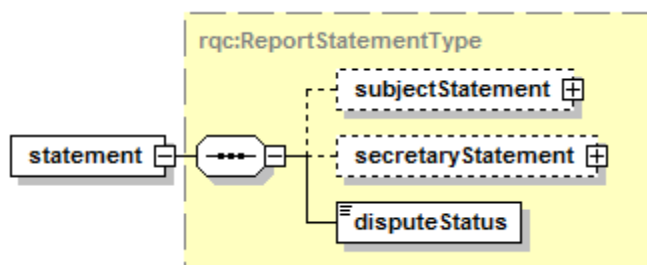 rqc:ReportStatementType
subjectStatement
statement
secretaryStatement
disputeStatus